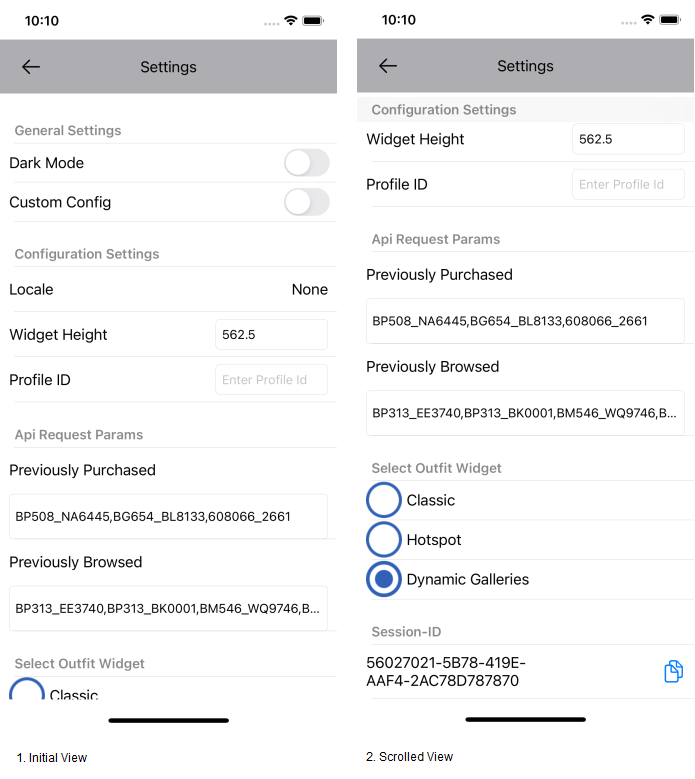 10:10
Settings
General Settings
Dark Mode
Custom Config
Configuration Settings
Locale None
Widget Height 562.5
Profile ID Enter Profile Id
Api Request Params
Previously Purchased
BP508_NA6445,BG654_BL8133,608066_2661
Previously Browsed
BP313_EE3740,BP313_BK0001,BM546_WQ9746,B...
Select Outfit Widget
Classic
1. Initial View
10:10
Settings
Configuration Settings
Widget Height 562.5
Profile ID Enter Profile Id
Api Request Params
Previously Purchased
BP508_NA6445,BG654_BL8133,608066_2661
Previously Browsed
BP313_EE3740,BP313_BK0001,BM546_WQ9746,B...
Select Outfit Widget
Classic
Hotspot
Dynamic Galleries
Session-ID
56027021-5B78-419E-
AAF4-2AC78D787870
2. Scrolled View